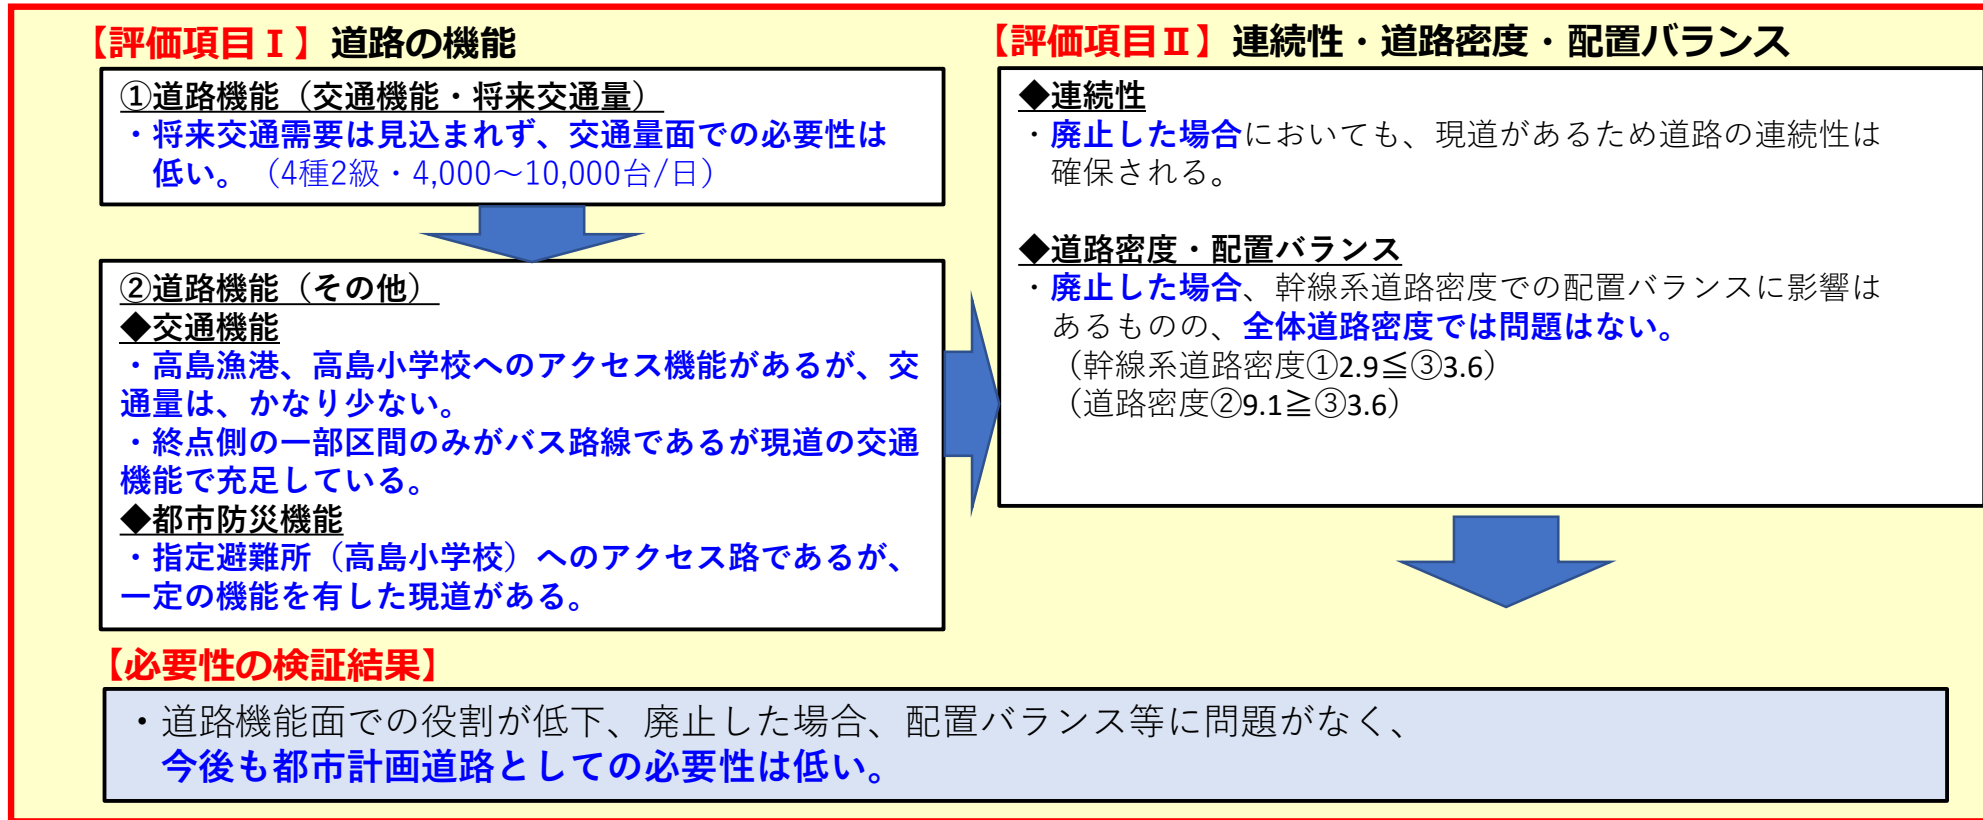 【評価項目Ⅰ】道路の機能
①道路機能（交通機能・将来交通量）
・将来交通需要は見込まれず、交通量面での必要性は
低い。（4種2級・4,000～10,000台/日）
②道路機能（その他）
◆交通機能
・高島漁港、高島小学校へのアクセス機能があるが、交
通量は、かなり少ない。
・終点側の一部区間のみがバス路線であるが現道の交通
機能で充足している。
◆都市防災機能
・指定避難所（高島小学校）へのアクセス路であるが、
一定の機能を有した現道がある。
【評価項目Ⅱ】連続性・道路密度・配置バランス
◆連続性
・廃止した場合においても、現道があるため道路の連続性は
確保される。
◆道路密度・配置バランス
・廃止した場合、幹線系道路密度での配置バランスに影響は
あるものの、全体道路密度では問題はない。
（幹線系道路密度①2.9≦③3.6）
（道路密度②9.1≧③3.6）
【必要性の検証結果】
・道路機能面での役割が低下、廃止した場合、配置バランス等に問題がなく、
今後も都市計画道路としての必要性は低い。